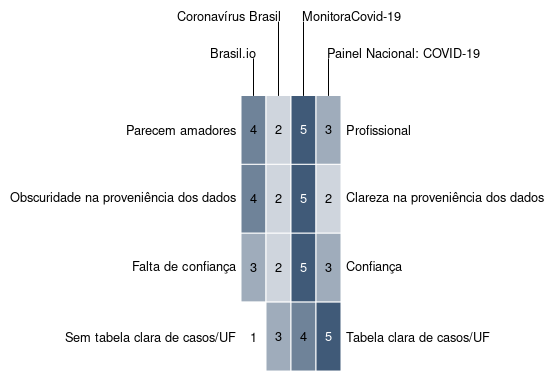 Coronavírus Brasil MonitoraCovid-19
Brasil.io Painel Nacional: COVID-19
Parecem amadores 4 2 5 3 Profissional
Obscuridade na proveniência dos dados 4 2 5 2 Clareza na proveniência dos dados
Falta de confiança 3 2 5 3 Confiança
Sem tabela clara de casos/UF 1 3 4 5 Tabela clara de casos/UF